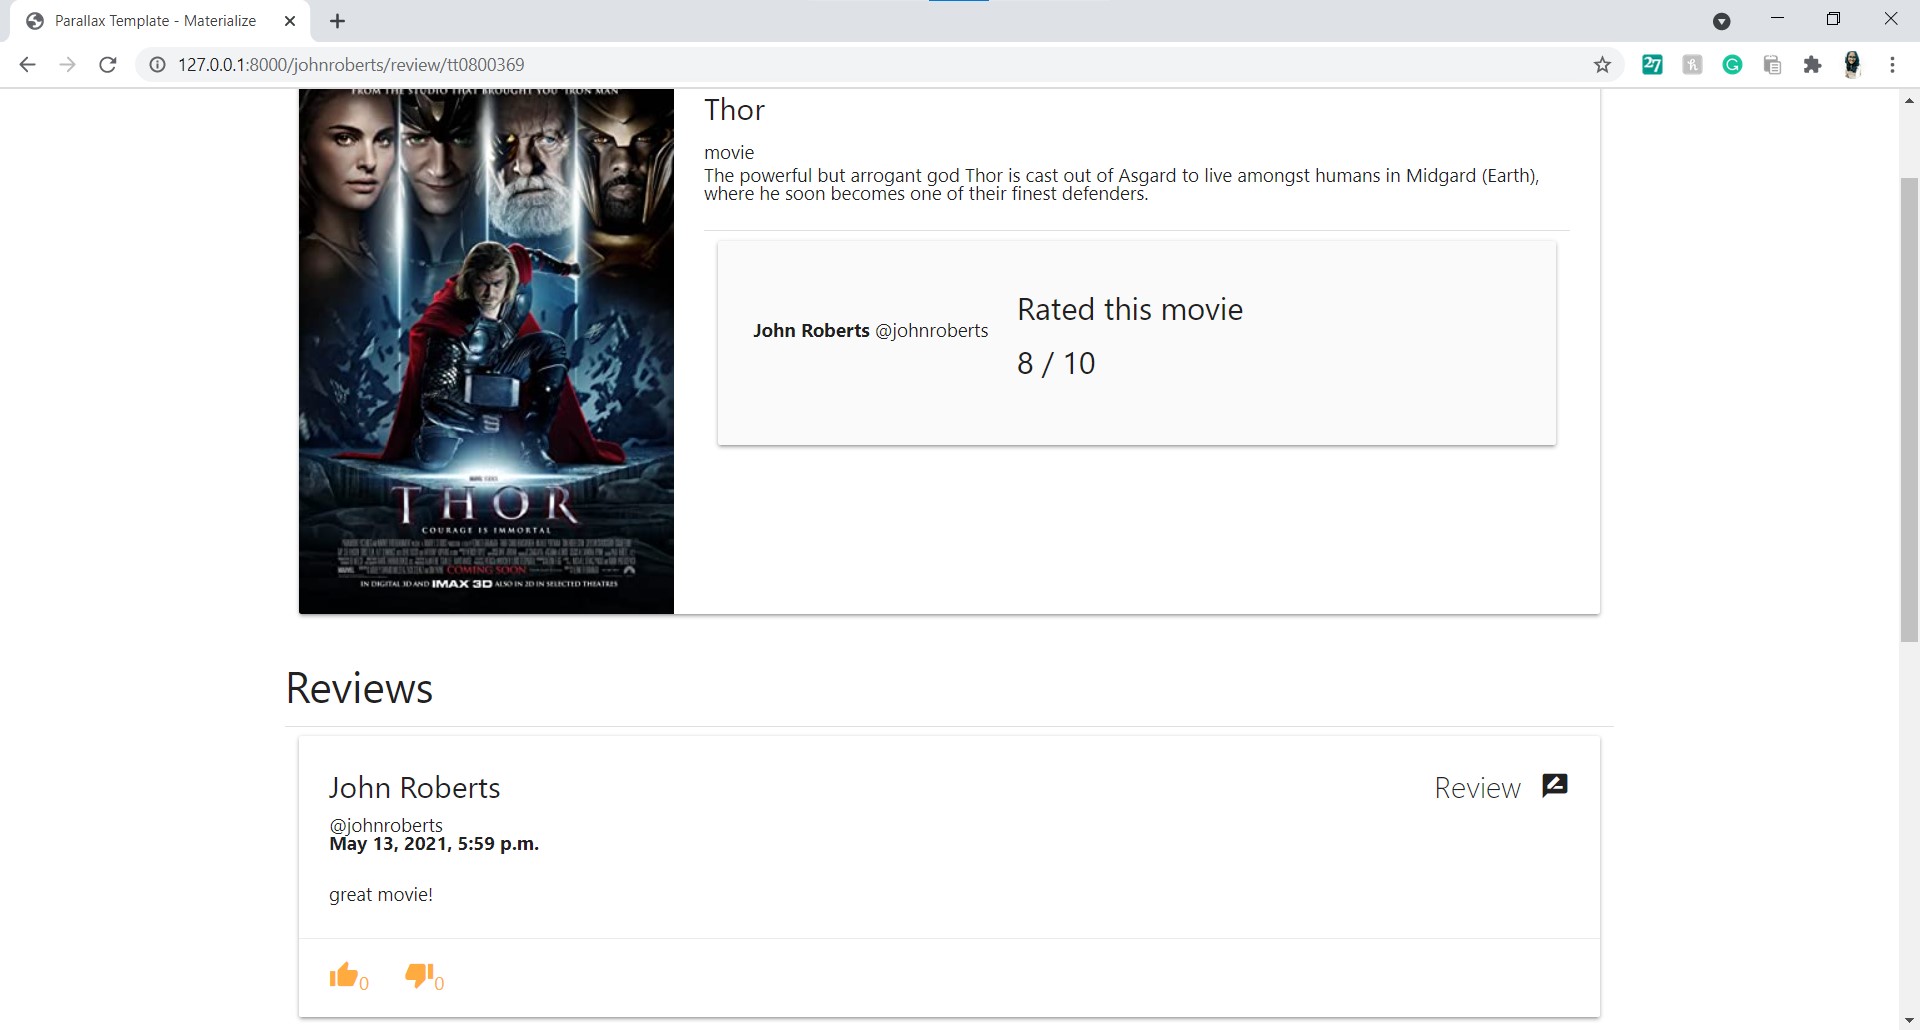 Parallax Template - Materialize
127.0.0.1:8000/johnroberts/review/tt0800369
27
FROM THE STUDIO THAT BROUGHT YOU 'IRON MAN'
THOR
COURAGE IS IMMORTAL
COMING SOON
IN DIGITAL 3D AND IMAX 3D ALSO IN 2D IN SELECTED THEATRES
Thor
movie
The powerful but arrogant god Thor is cast out of Asgard to live amongst humans in Midgard (Earth),
where he soon becomes one of their finest defenders.
John Roberts @johnroberts
Rated this movie
8 / 10
Reviews
John Roberts
Review
@johnroberts
May 13, 2021, 5:59 p.m.
great movie!
0
0